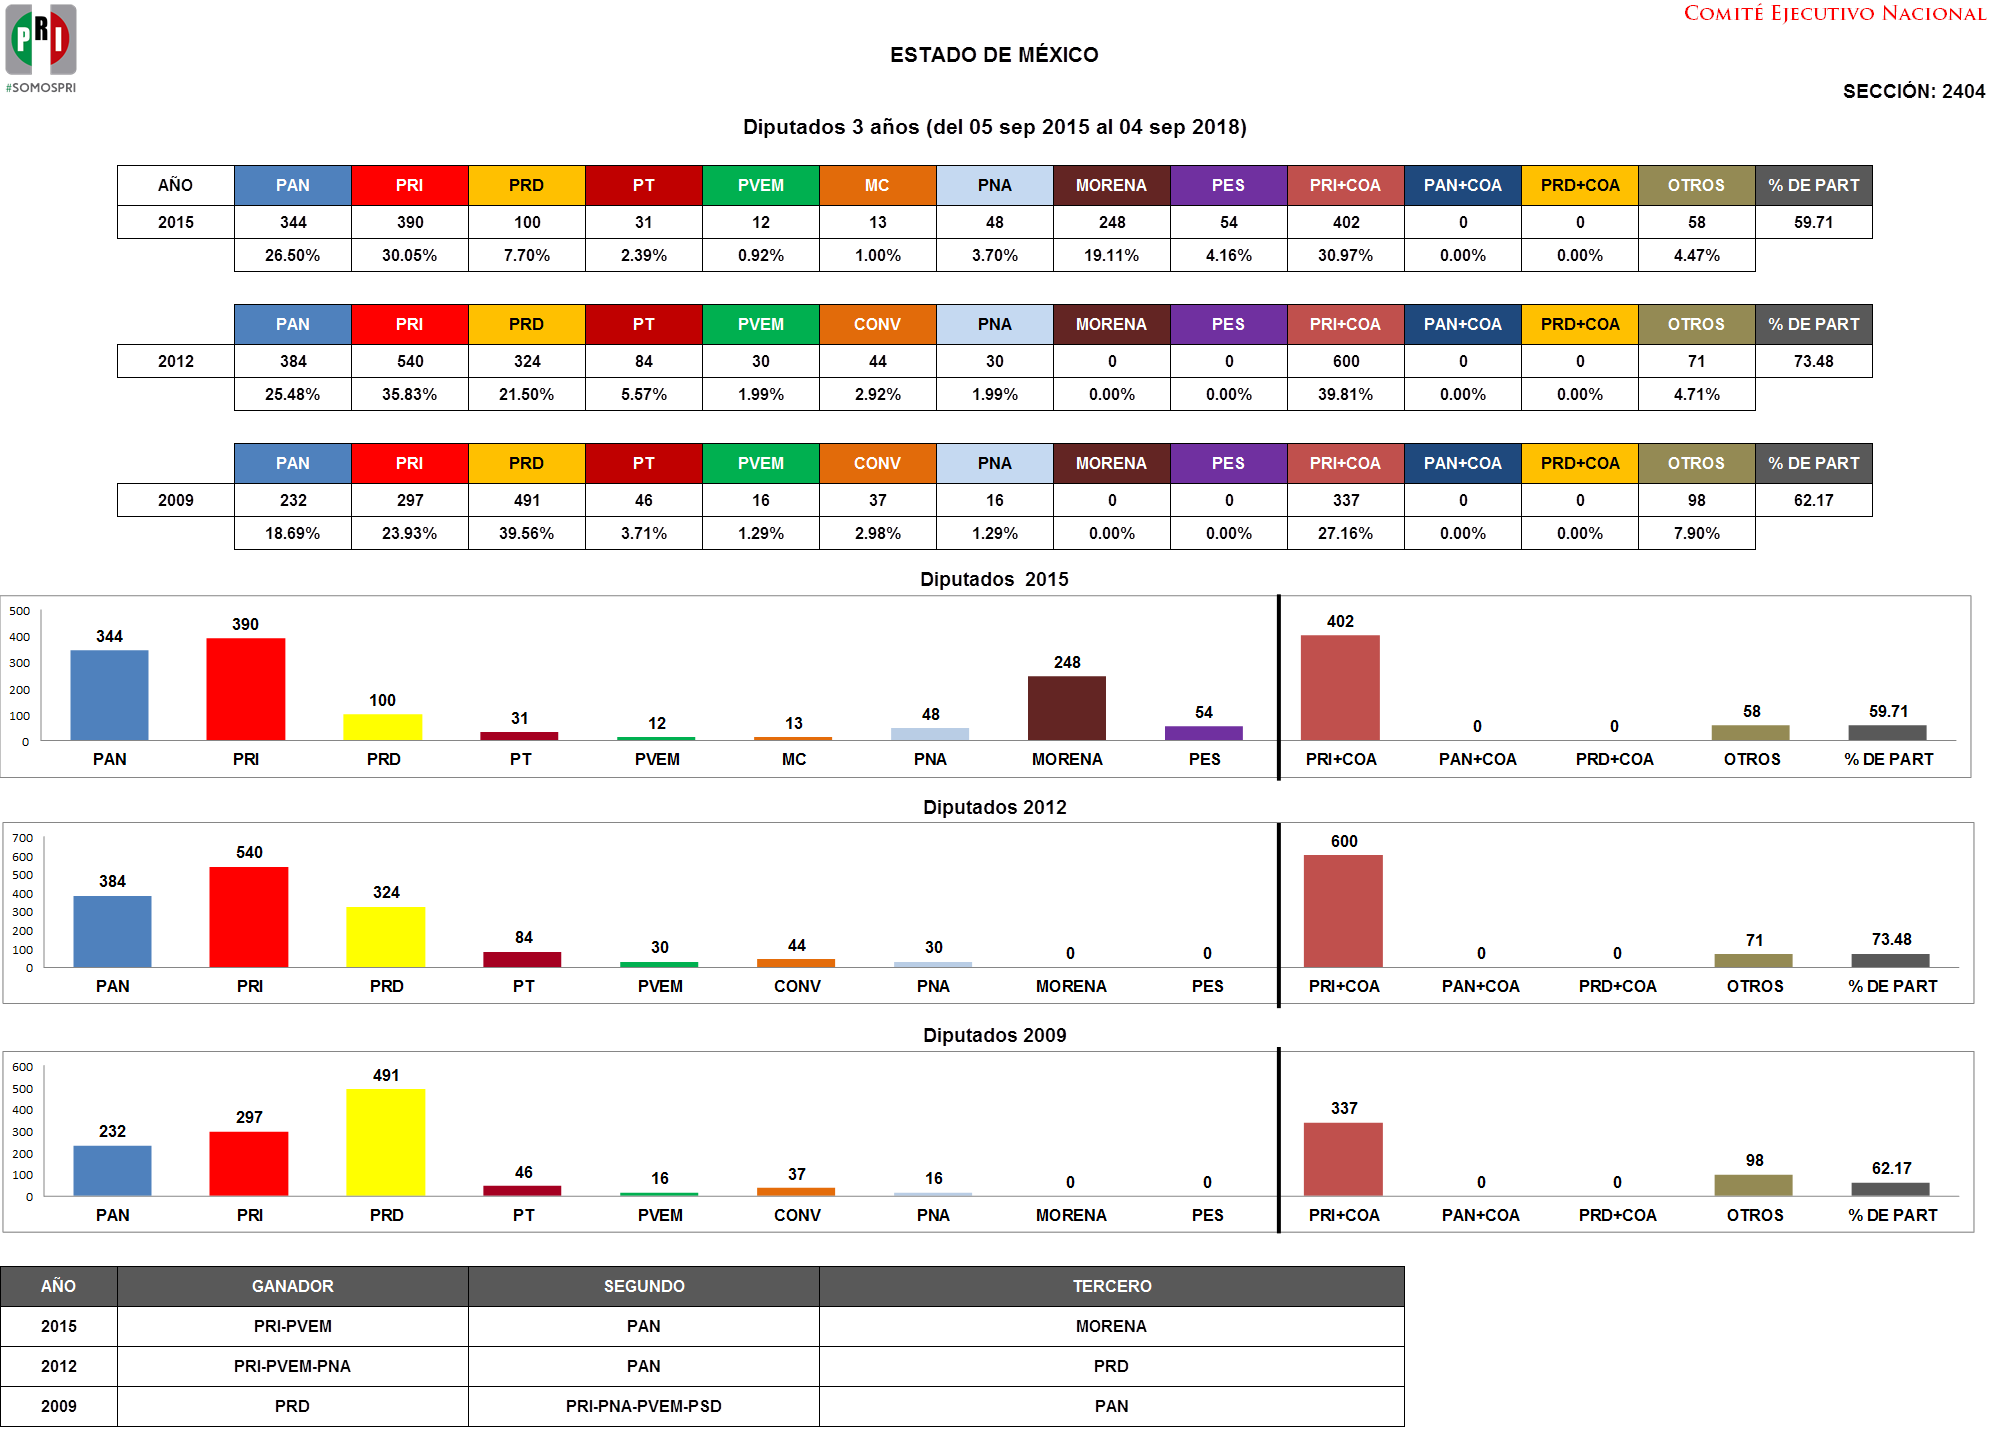 PRI
#SOMOSPRI
COMITÉ EJECUTIVO NACIONAL
ESTADO DE MÉXICO
SECCIÓN: 2404
Diputados 3 años (del 05 sep 2015 al 04 sep 2018)
AÑO PAN PRI PRD PT PVEM MC PNA MORENA PES PRI+COA PAN+COA PRD+COA OTROS % DE PART
2015 344 390 100 31 12 13 48 248 54 402 0 0 58 59.71
26.50% 30.05% 7.70% 2.39% 0.92% 1.00% 3.70% 19.11% 4.16% 30.97% 0.00% 0.00% 4.47%
PAN PRI PRD PT PVEM CONV PNA MORENA PES PRI+COA PAN+COA PRD+COA OTROS % DE PART
2012 384 540 324 84 30 44 30 0 0 600 0 0 71 73.48
25.48% 35.83% 21.50% 5.57% 1.99% 2.92% 1.99% 0.00% 0.00% 39.81% 0.00% 0.00% 4.71%
PAN PRI PRD PT PVEM CONV PNA MORENA PES PRI+COA PAN+COA PRD+COA OTROS % DE PART
2009 232 297 491 46 16 37 16 0 0 337 0 0 98 62.17
18.69% 23.93% 39.56% 3.71% 1.29% 2.98% 1.29% 0.00% 0.00% 27.16% 0.00% 0.00% 7.90%
Diputados 2015
500
400
300
200
100
0
344 390 100 31 12 13 48 248 54 402 0 0 58 59.71
PAN PRI PRD PT PVEM MC PNA MORENA PES PRI+COA PAN+COA PRD+COA OTROS % DE PART
Diputados 2012
700
600
500
400
300
200
100
0
384 540 324 84 30 44 30 0 0 600 0 0 71 73.48
PAN PRI PRD PT PVEM CONV PNA MORENA PES PRI+COA PAN+COA PRD+COA OTROS % DE PART
Diputados 2009
600
500
400
300
200
100
0
232 297 491 46 16 37 16 0 0 337 0 0 98 62.17
PAN PRI PRD PT PVEM CONV PNA MORENA PES PRI+COA PAN+COA PRD+COA OTROS % DE PART
AÑO GANADOR SEGUNDO TERCERO
2015 PRI-PVEM PAN MORENA
2012 PRI-PVEM-PNA PAN PRD
2009 PRD PRI-PNA-PVEM-PSD PAN